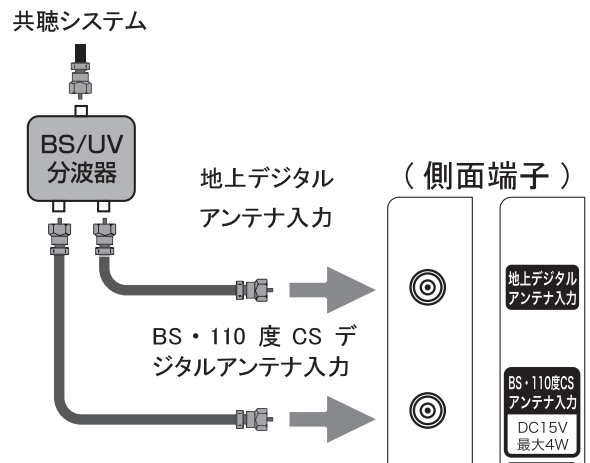 共聴システム
BS/UV
分波器
地上デジタル
アンテナ入力
（側面端子）
地上デジタル
アンテナ入力
BS・110 度 CS デ
ジタルアンテナ入力
BS・110度CS
アンテナ入力
DC15V
最大4W